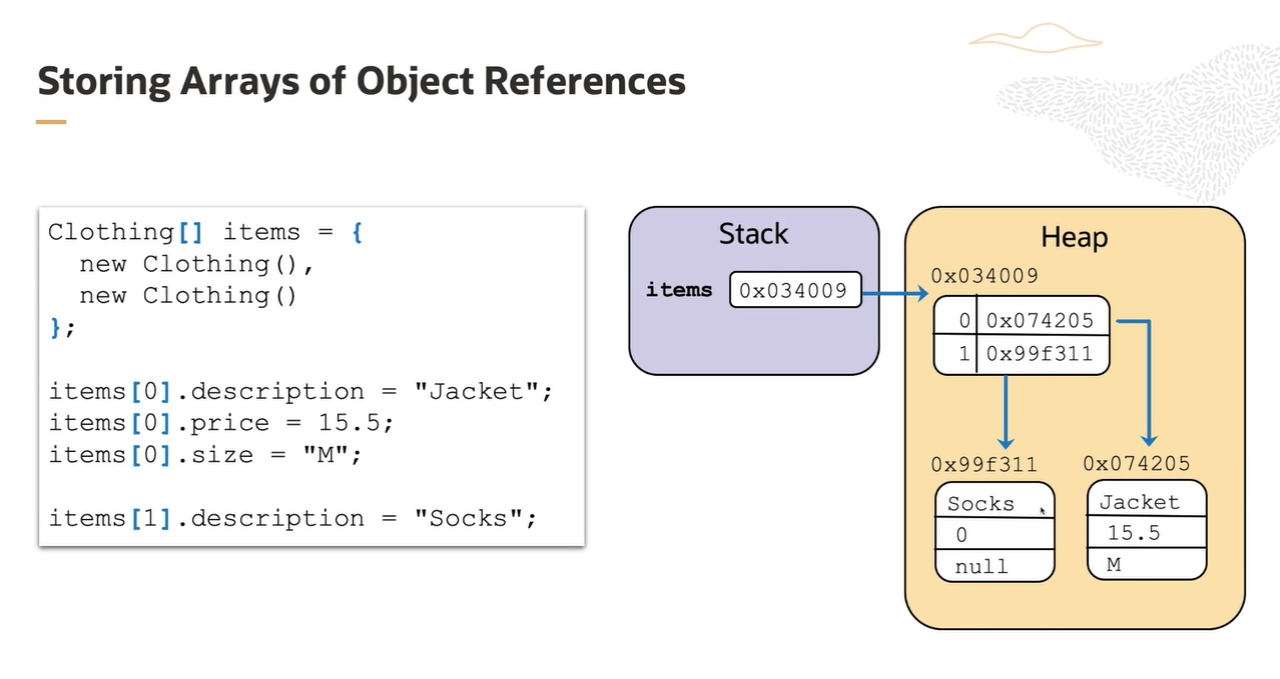 Storing Arrays of Object References
Clothing[] items = {
new Clothing(),
new Clothing()
};
items[0].description = "Jacket";
items[0].price = 15.5;
items[0].size = "M";
items[1].description = "Socks";
Stack
items 0x034009
Heap
0x034009
0 0x074205
1 0x99f311
0x99f311
Socks
0
null
0x074205
Jacket
15.5
M